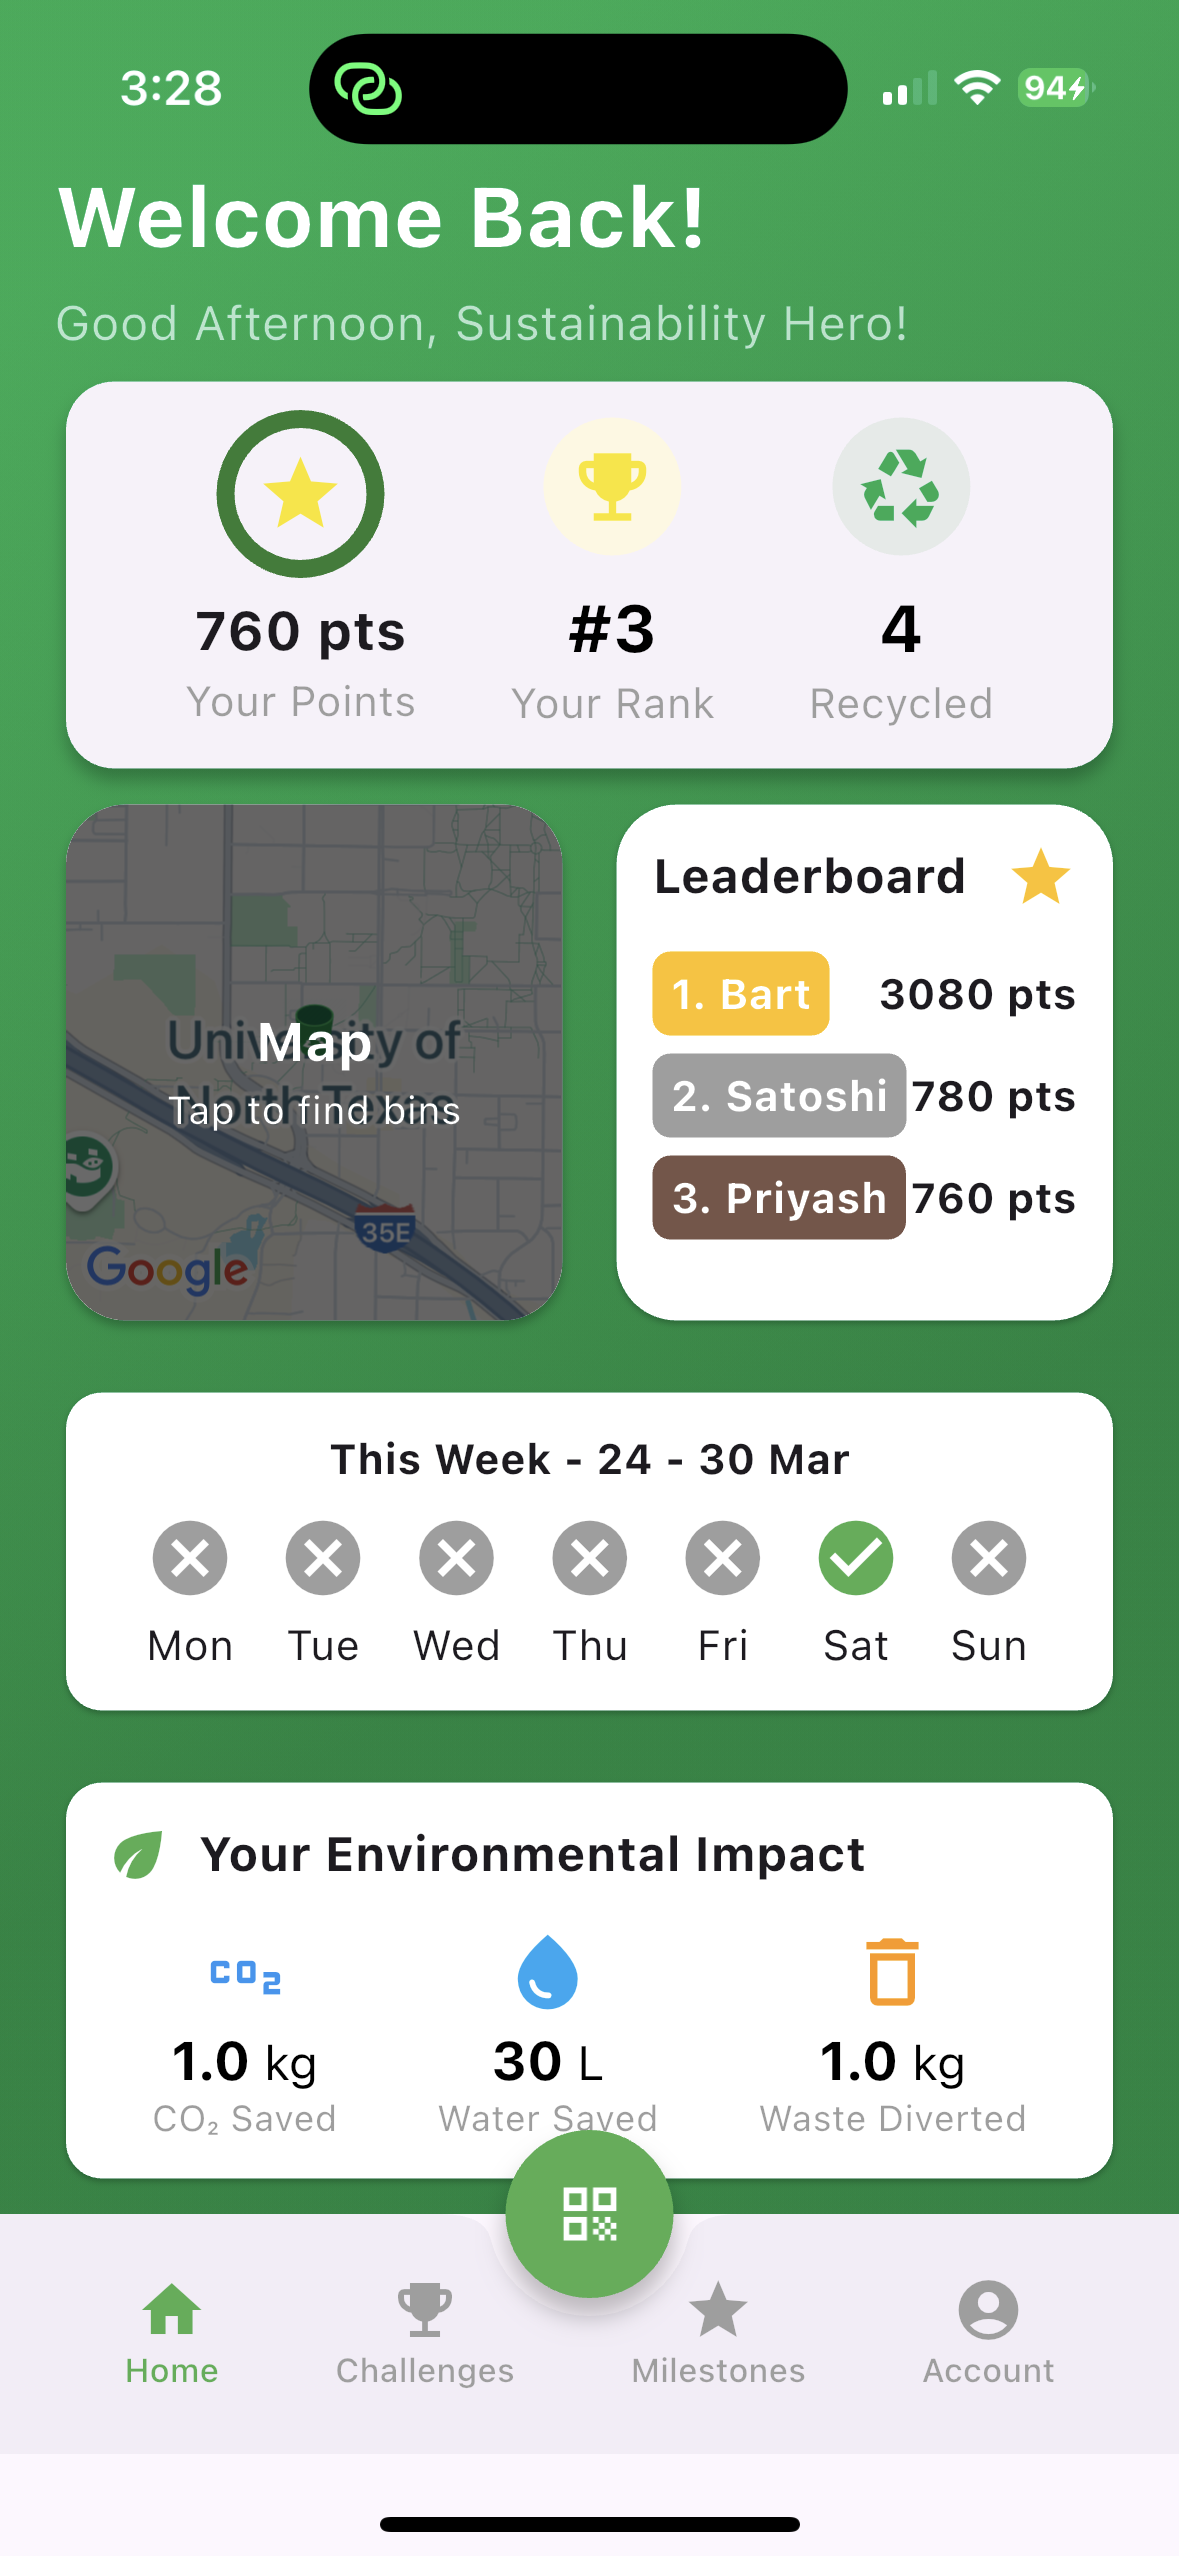 3:28
94
Welcome Back!
Good Afternoon, Sustainability Hero!
760 pts
#3
4
Your Points
Your Rank
Recycled
University of
North Texas
Map
Tap to find bins
35E
Google
Leaderboard
1. Bart
3080 pts
2. Satoshi
780 pts
3. Priyash
760 pts
This Week - 24 - 30 Mar
Mon Tue Wed Thu Fri Sat Sun
Your Environmental Impact
CO2
1.0 kg
30 L
1.0 kg
CO₂ Saved
Water Saved
Waste Diverted
Home
Challenges
Milestones
Account